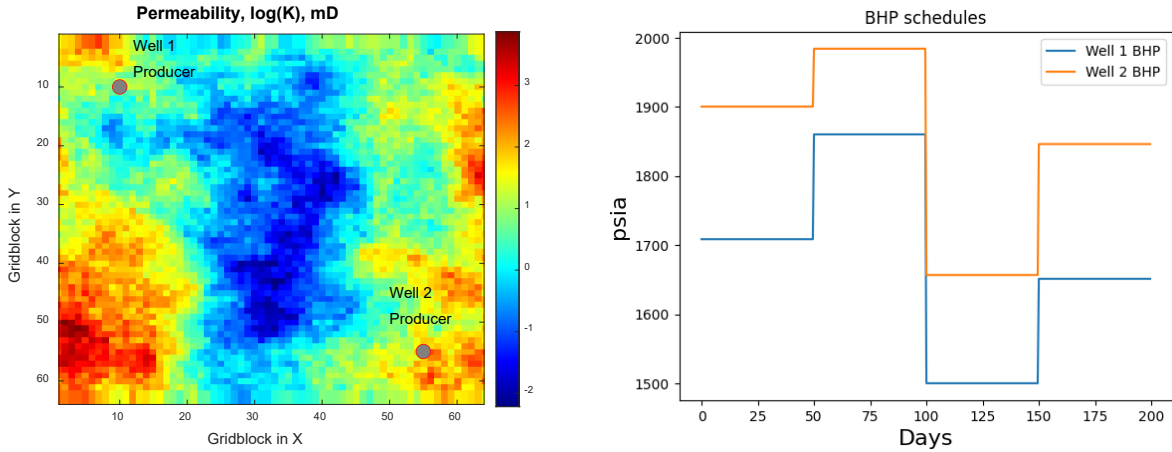 Permeability, log(K), mD
Well 1
Producer
Well 2
Producer
10
20
30
40
50
60
Gridblock in Y
10
20
30
40
50
60
Gridblock in X
3
2
1
0
-1
-2
BHP schedules
Well 1 BHP
Well 2 BHP
2000
1900
1800
1700
1600
1500
psia
0
25
50
75
100
125
150
175
200
Days